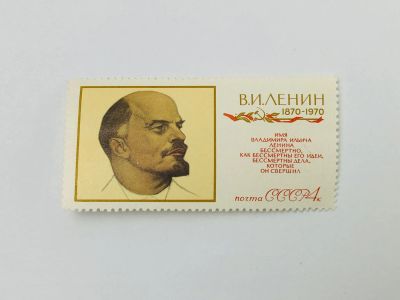 В.И.ЛЕНИН
1870-1970
ИМЯ
ВЛАДИМИРА ИЛЬИЧА
ЛЕНИНА
БЕССМЕРТНО,
КАК БЕССМЕРТНЫ ЕГО ИДЕИ,
БЕССМЕРТНЫ ДЕЛА,
КОТОРЫЕ
ОН СВЕРШИЛ
почта СССР 4к